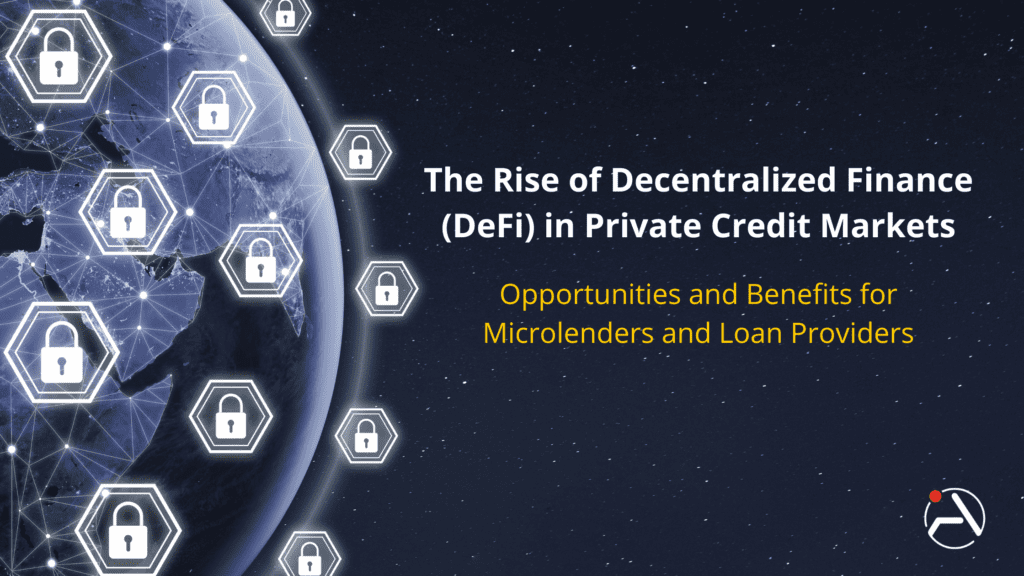 The Rise of Decentralized Finance
(DeFi) in Private Credit Markets
Opportunities and Benefits for
Microlenders and Loan Providers